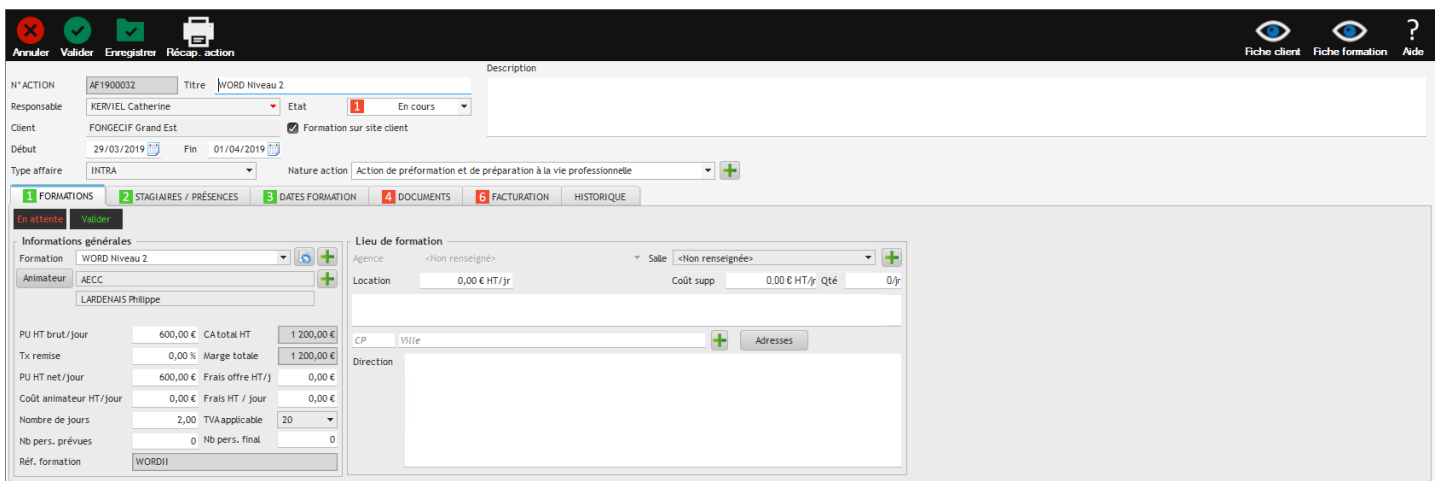 Annuler Valider Enregistrer Récap. action Fiche client Fiche formation ? Aide
Description
N°ACTION AF1900032 Titre WORD Niveau 2
Responsable KERVIEL Catherine Etat 1 En cours
Client FONGECIF Grand Est Formation sur site client
Début 29/03/2019 Fin 01/04/2019
Type affaire INTRA Nature action Action de préformation et de préparation à la vie professionnelle
1 FORMATIONS 2 STAGIAIRES / PRÉSENCES 3 DATES FORMATION 4 DOCUMENTS 6 FACTURATION HISTORIQUE
En attente Valider
Informations générales Lieu de formation
Formation WORD Niveau 2 Agence <Non renseigné> Salle <Non renseignée>
Animateur AECC Location 0,00 € HT/jr Coût supp 0,00 € HT/jr Qté 0/jr
LARDENAIS Philippe
PU HT brut/jour 600,00 € CA total HT 1 200,00 €
CP Ville Adresses
Tx remise 0,00 % Marge totale 1 200,00 €
Direction
PU HT net/jour 600,00 € Frais offre HT/j 0,00 €
Coût animateur HT/jour 0,00 € Frais HT / jour 0,00 €
Nombre de jours 2,00 TVA applicable 20
Nb pers. prévues 0 Nb pers. final 0
Réf. formation WORDII